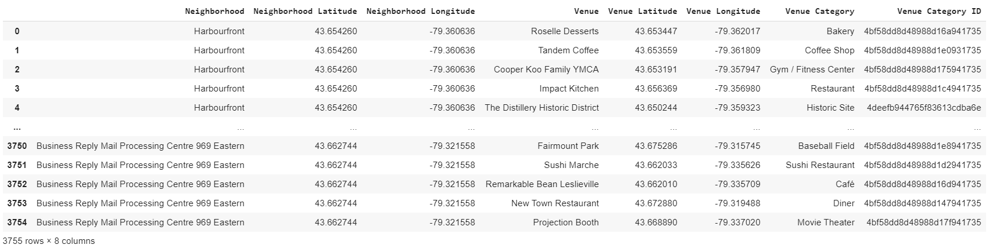 Neighborhood Neighborhood Latitude Neighborhood Longitude Venue Venue Latitude Venue Longitude Venue Category Venue Category ID
0 Harbourfront 43.654260 -79.360636 Roselle Desserts 43.653447 -79.362017 Bakery 4bf58dd8d48988d16a941735
1 Harbourfront 43.654260 -79.360636 Tandem Coffee 43.653559 -79.361809 Coffee Shop 4bf58dd8d48988d1e0931735
2 Harbourfront 43.654260 -79.360636 Cooper Koo Family YMCA 43.653191 -79.357947 Gym / Fitness Center 4bf58dd8d48988d175941735
3 Harbourfront 43.654260 -79.360636 Impact Kitchen 43.656369 -79.356980 Restaurant 4bf58dd8d48988d1c4941735
4 Harbourfront 43.654260 -79.360636 The Distillery Historic District 43.650244 -79.359323 Historic Site 4deefb944765f83613cdba6e
... ... ... ... ... ... ... ... ...
3750 Business Reply Mail Processing Centre 969 Eastern 43.662744 -79.321558 Fairmount Park 43.675286 -79.315745 Baseball Field 4bf58dd8d48988d1e8941735
3751 Business Reply Mail Processing Centre 969 Eastern 43.662744 -79.321558 Sushi Marche 43.662033 -79.335626 Sushi Restaurant 4bf58dd8d48988d1d2941735
3752 Business Reply Mail Processing Centre 969 Eastern 43.662744 -79.321558 Remarkable Bean Leslieville 43.662010 -79.335709 Café 4bf58dd8d48988d16d941735
3753 Business Reply Mail Processing Centre 969 Eastern 43.662744 -79.321558 New Town Restaurant 43.672880 -79.319488 Diner 4bf58dd8d48988d147941735
3754 Business Reply Mail Processing Centre 969 Eastern 43.662744 -79.321558 Projection Booth 43.668890 -79.337020 Movie Theater 4bf58dd8d48988d17f941735
3755 rows × 8 columns